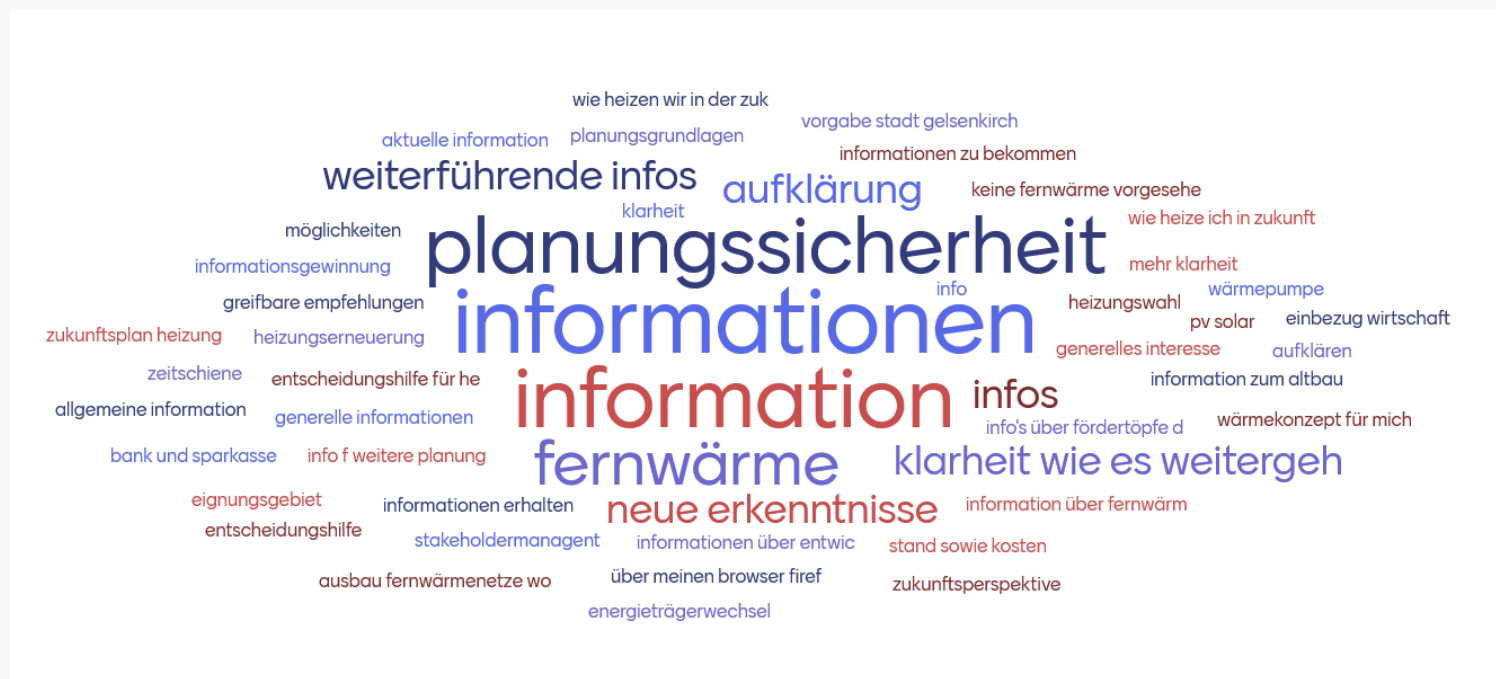 wie heizen wir in der zuk
vorgabe stadt gelsenkirch
aktuelle information
planungsgrundlagen
informationen zu bekommen
weiterführende infos
aufklärung
keine fernwärme vorgesehe
klarheit
wie heize ich in zukunft
möglichkeiten
planungssicherheit
informationsgewinnung
mehr klarheit
greifbare empfehlungen
info
heizungswahl
wärmepumpe
pv solar
einbezug wirtschaft
zukunftsplan heizung
heizungserneuerung
informationen
generelles interesse
aufklären
zeitschiene
entscheidungshilfe für he
information zum altbau
allgemeine information
generelle informationen
information
infos
info's über fördertöpfe d
wärmekonzept für mich
bank und sparkasse
info f weitere planung
fernwärme
klarheit wie es weitergeh
eignungsgebiet
informationen erhalten
neue erkenntnisse
information über fernwärm
entscheidungshilfe
stakeholdermanagent
informationen über entwic
stand sowie kosten
ausbau fernwärmenetze wo
über meinen browser firef
zukunftsperspektive
energieträgerwechsel